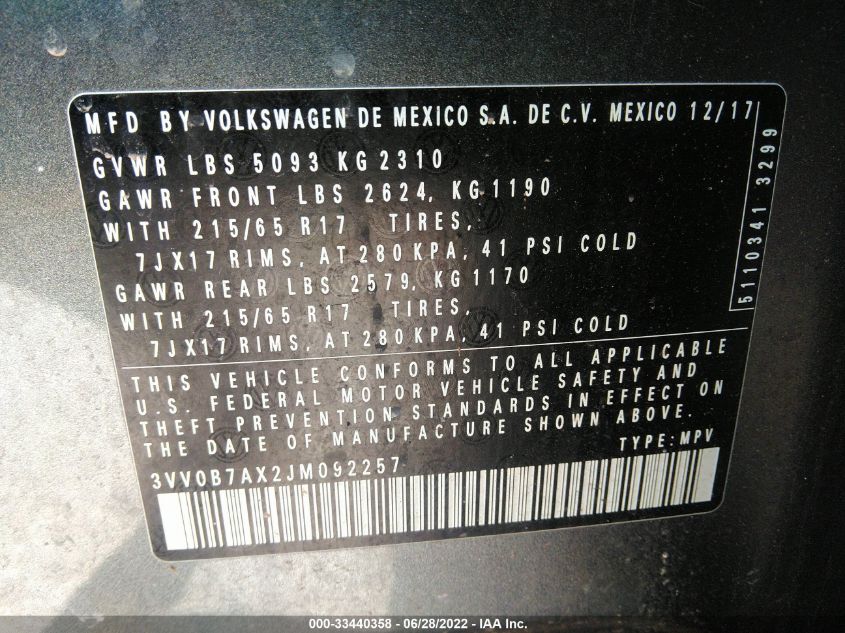 MFD BY VOLKSWAGEN DE MEXICO S.A. DE C.V. MEXICO 12/17
GVWR LBS 5093 KG 2310
GAWR FRONT LBS 2624, KG 1190
WITH 215/65 R17 TIRES,
7JX17 RIMS, AT 280 KPA, 41 PSI COLD
GAWR REAR LBS 2579, KG 1170
WITH 215/65 R17 TIRES,
7JX17 RIMS, AT 280 KPA, 41 PSI COLD
5110341 3299
THIS VEHICLE CONFORMS TO ALL APPLICABLE
U.S. FEDERAL MOTOR VEHICLE SAFETY AND
THEFT PREVENTION STANDARDS IN EFFECT ON
THE DATE OF MANUFACTURE SHOWN ABOVE.
TYPE: MPV
3VV0B7AX2JM092257
000-33440358 - 06/28/2022 - IAA Inc.